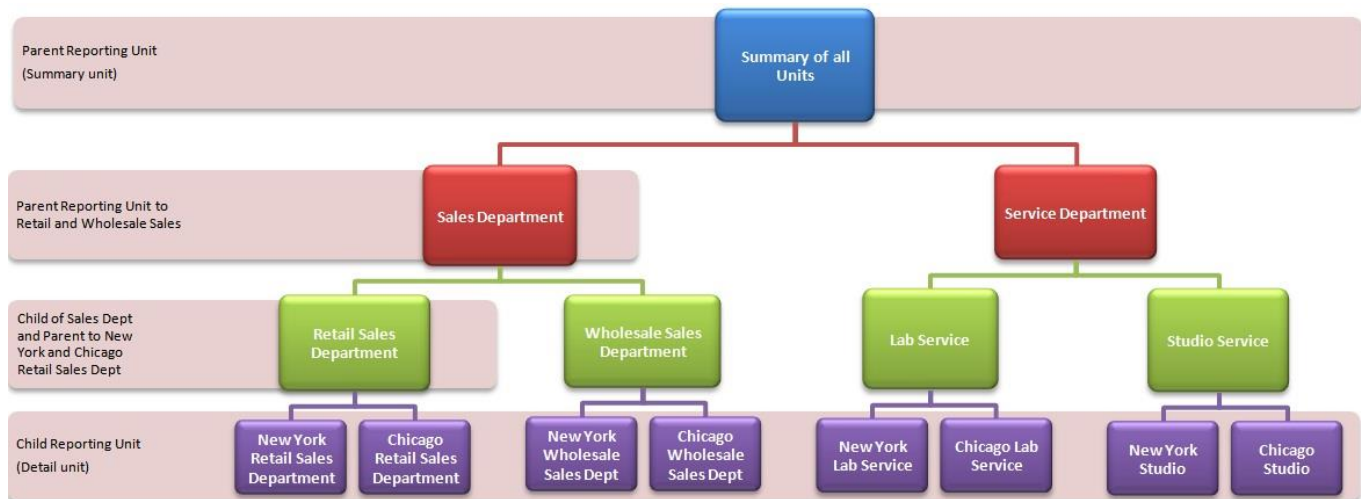 Parent Reporting Unit
(Summary unit)
Summary of all
Units
Parent Reporting Unit to
Retail and Wholesale Sales
Sales Department
Service Department
Child of Sales Dept
and Parent to New
York and Chicago
Retail Sales Dept
Retail Sales
Department
Wholesale Sales
Department
Lab Service
Studio Service
Child Reporting Unit
(Detail unit)
New York
Retail Sales
Department
Chicago
Retail Sales
Department
New York
Wholesale
Sales Dept
Chicago
Wholesale
Sales Dept
New York
Lab Service
Chicago Lab
Service
New York
Studio
Chicago
Studio